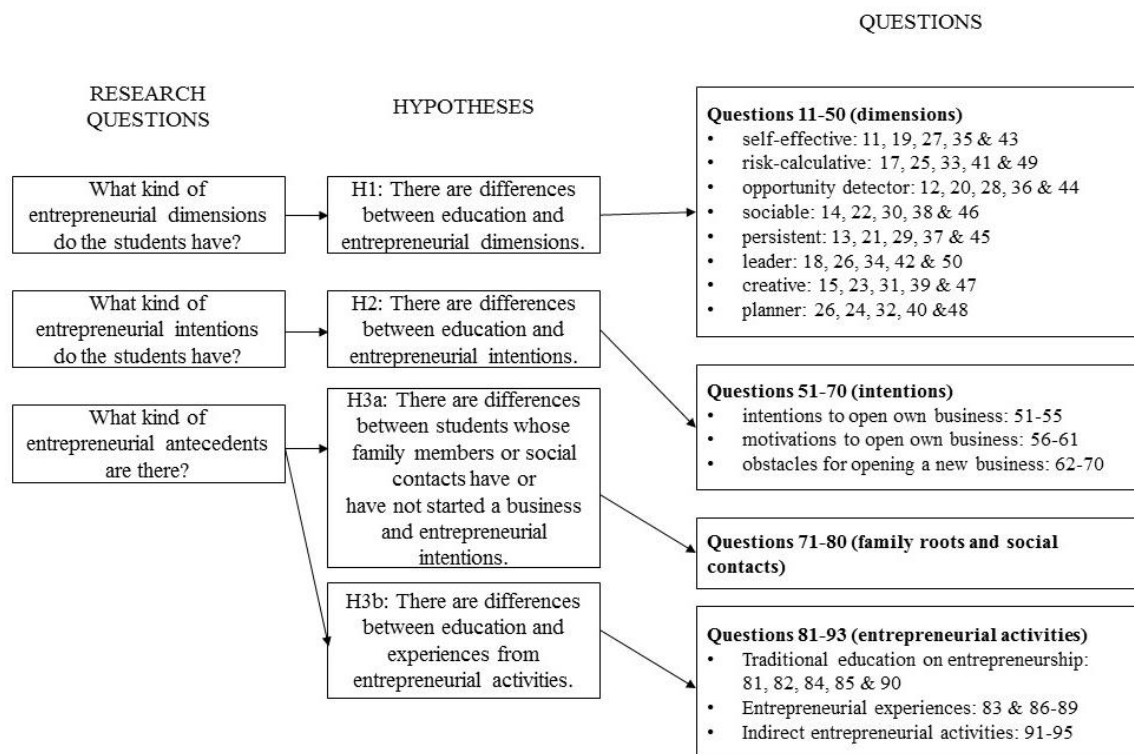 QUESTIONS
RESEARCH
QUESTIONS
HYPOTHESES
What kind of
entrepreneurial dimensions
do the students have?
H1: There are differences
between education and
entrepreneurial dimensions.
Questions 11-50 (dimensions)
• self-effective: 11, 19, 27, 35 & 43
• risk-calculative: 17, 25, 33, 41 & 49
• opportunity detector: 12, 20, 28, 36 & 44
• sociable: 14, 22, 30, 38 & 46
• persistent: 13, 21, 29, 37 & 45
• leader: 18, 26, 34, 42 & 50
• creative: 15, 23, 31, 39 & 47
• planner: 26, 24, 32, 40 &48
What kind of
entrepreneurial intentions
do the students have?
H2: There are differences
between education and
entrepreneurial intentions.
Questions 51-70 (intentions)
• intentions to open own business: 51-55
• motivations to open own business: 56-61
• obstacles for opening a new business: 62-70
What kind of
entrepreneurial antecedents
are there?
H3a: There are differences
between students whose
family members or social
contacts have or
have not started a business
and entrepreneurial
intentions.
Questions 71-80 (family roots and social
contacts)
H3b: There are differences
between education and
experiences from
entrepreneurial activities.
Questions 81-93 (entrepreneurial activities)
• Traditional education on entrepreneurship:
81, 82, 84, 85 & 90
• Entrepreneurial experiences: 83 & 86-89
• Indirect entrepreneurial activities: 91-95